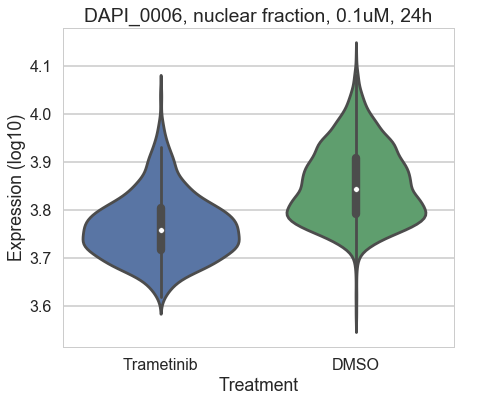 DAPI_0006, nuclear fraction, 0.1uM, 24h
Expression (log10)
4.1
4.0
3.9
3.8
3.7
3.6
Trametinib DMSO
Treatment